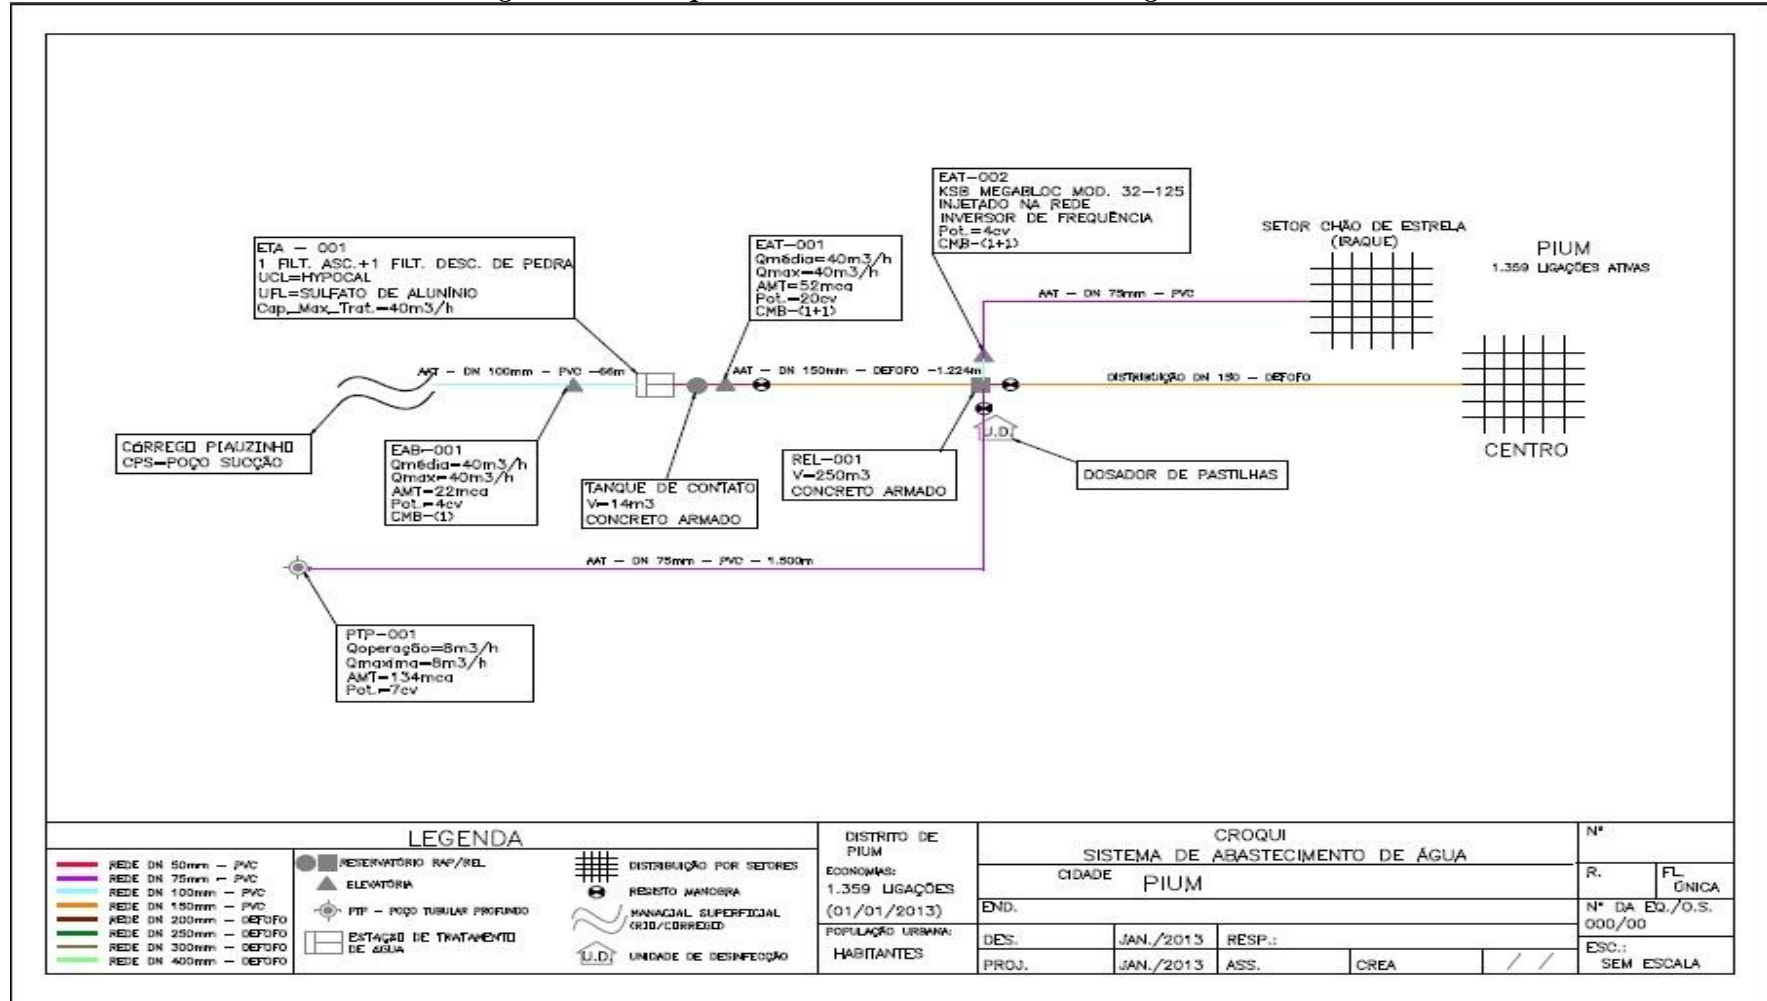 ETA - 001
1 FILT. ASC.+1 FILT. DESC. DE PEDRA
UCL=HYPOCAL
UFL=SULFATO DE ALUNÍNIO
Cap_Max_Trat.=40m3/h
EAT-001
Qmédia=40m3/h
Qmax=40m3/h
AMT=52mca
Pot.=20cv
CMB-(1+1)
EAT-002
KSB MEGABLOC MOD. 32-125
INJETADO NA REDE
INVERSOR DE FREQUÊNCIA
Pot.=4cv
CMB-(1+1)
SETOR CHÃO DE ESTRELA
(IRAQUE)
PIUM
1.359 LIGAÇÕES ATIVAS
AAT - DN 75mm - PVC
AAT - DN 100mm - PVC -66m
AAT - DN 150mm - DEFOFO -1.224m
DISTRIBUIÇÃO DN 150 - DEFOFO
CENTRO
CÓRREGO PIAUZINHO
CPS-POÇO SUCÇÃO
EAB-001
Qmédia=40m3/h
Qmax=40m3/h
AMT=22mca
Pot.=4cv
CMB-(1)
TANQUE DE CONTATO
V=14m3
CONCRETO ARMADO
REL-001
V=250m3
CONCRETO ARMADO
U.D.
DOSADOR DE PASTILHAS
AAT - DN 75mm - PVC - 1.500m
PTP-001
Qoperação=8m3/h
Qmaxima=8m3/h
AMT=134mca
Pot.=7cv
LEGENDA
REDE DN 50mm - PVC
REDE DN 75mm - PVC
REDE DN 100mm - PVC
REDE DN 150mm - PVC
REDE DN 200mm - DEFOFO
REDE DN 250mm - DEFOFO
REDE DN 300mm - DEFOFO
REDE DN 400mm - DEFOFO
RESERVATÓRIO RAP/REL
ELEVATÓRIA
PTP - POÇO TUBULAR PROFUNDO
ESTAÇÃO DE TRATAMENTO
DE ÁGUA
DISTRIBUIÇÃO POR SETORES
RESISTO MANOBRA
MANACIAL SUPERFICIAL
(RIO/CORREGO)
U.D. UNIDADE DE DESINFECÇÃO
DISTRITO DE
PIUM
ECONOMIAS:
1.359 LIGAÇÕES
(01/01/2013)
POPULAÇÃO URBANA:
HABITANTES
CROQUI
SISTEMA DE ABASTECIMENTO DE ÁGUA
CIDADE PIUM
END.
DES. JAN./2013 RESP.:
PROJ. JAN./2013 ASS. CREA / /
Nº
R. FL. ÚNICA
Nº DA EQ./O.S.
000/00
ESC.:
SEM ESCALA